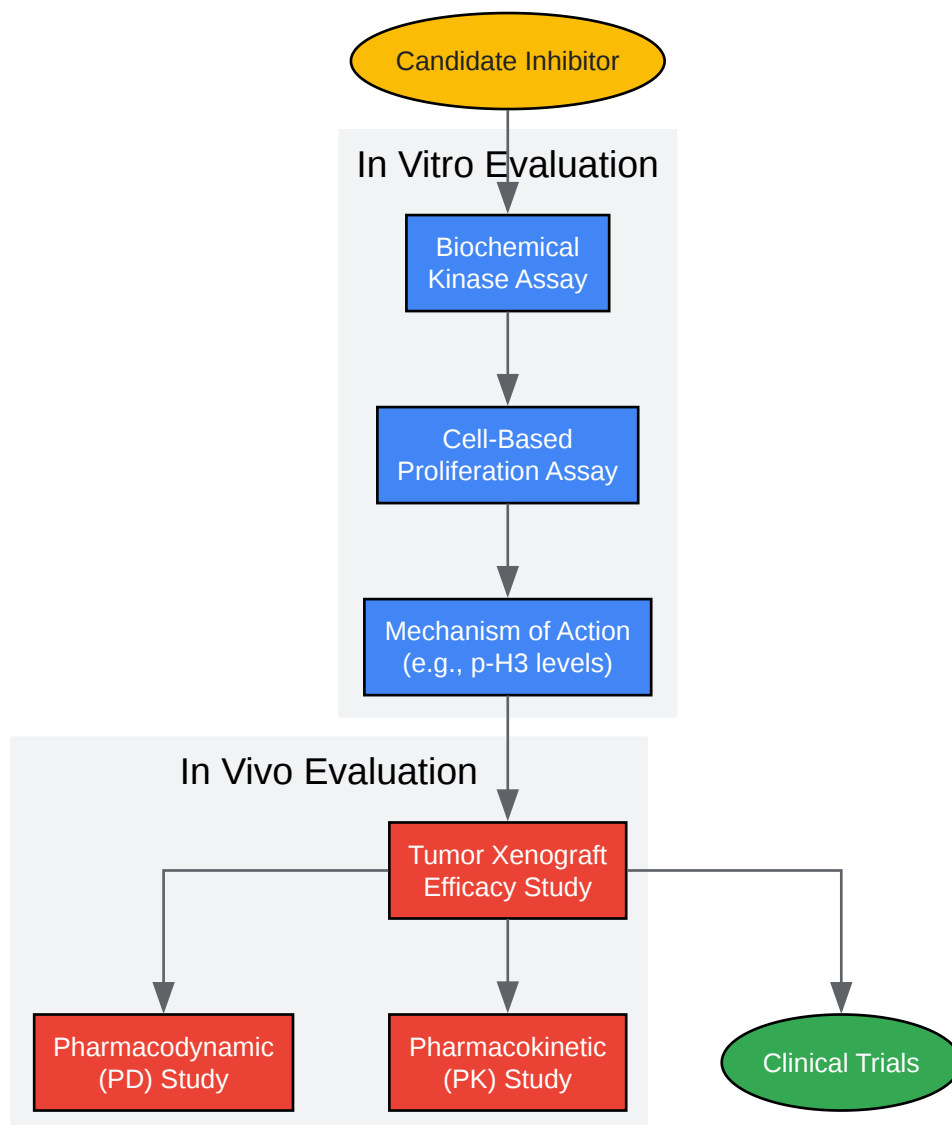 Candidate Inhibitor
In Vitro Evaluation
Biochemical
Kinase Assay
Cell-Based
Proliferation Assay
Mechanism of Action
(e.g., p-H3 levels)
In Vivo Evaluation
Tumor Xenograft
Efficacy Study
Pharmacodynamic
(PD) Study
Pharmacokinetic
(PK) Study
Clinical Trials